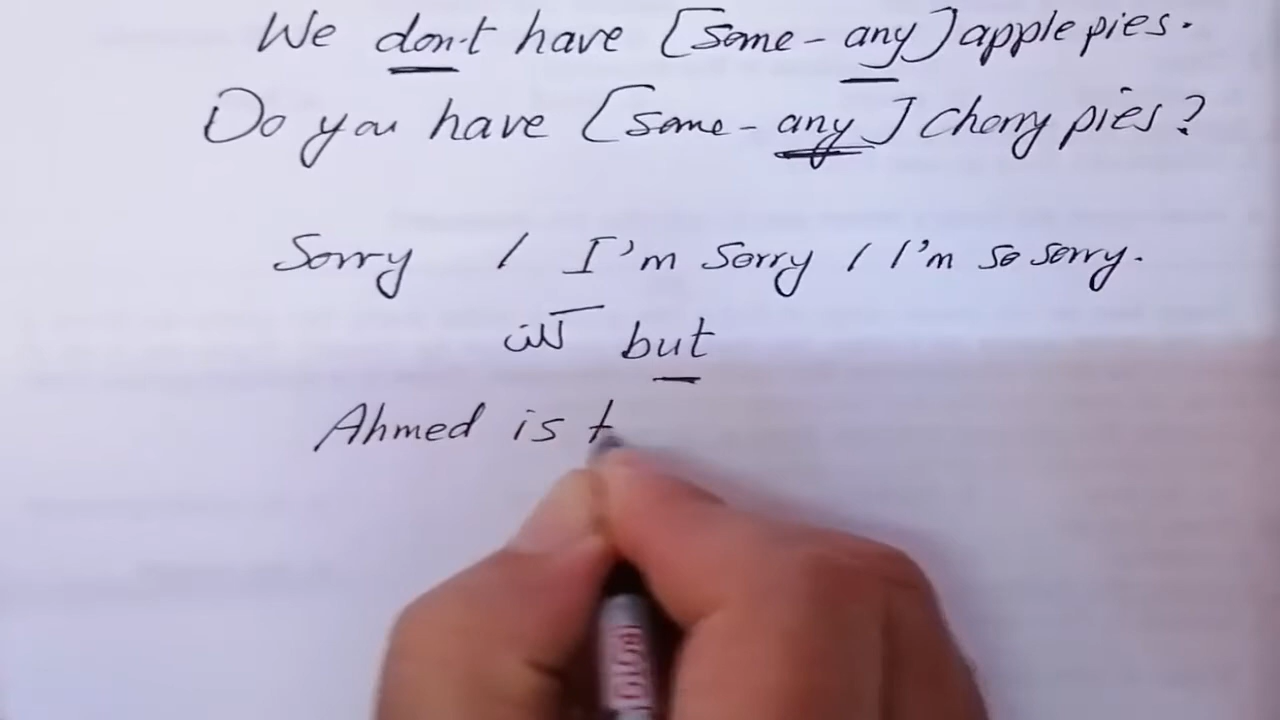 We don't have [some - any] apple pies.
Do you have [some - any] Cherry pies?
Sorry / I'm Sorry / I'm so sorry.
لكن but
Ahmed is t